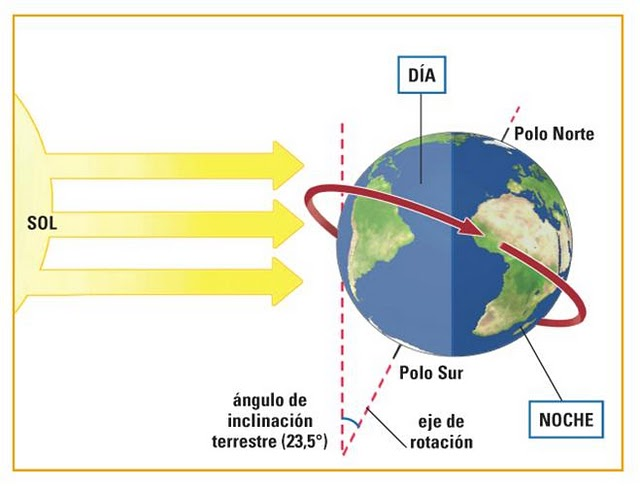 DÍA
Polo Norte
SOL
Polo Sur
ángulo de
inclinación
terrestre (23,5°)
eje de
rotación
NOCHE